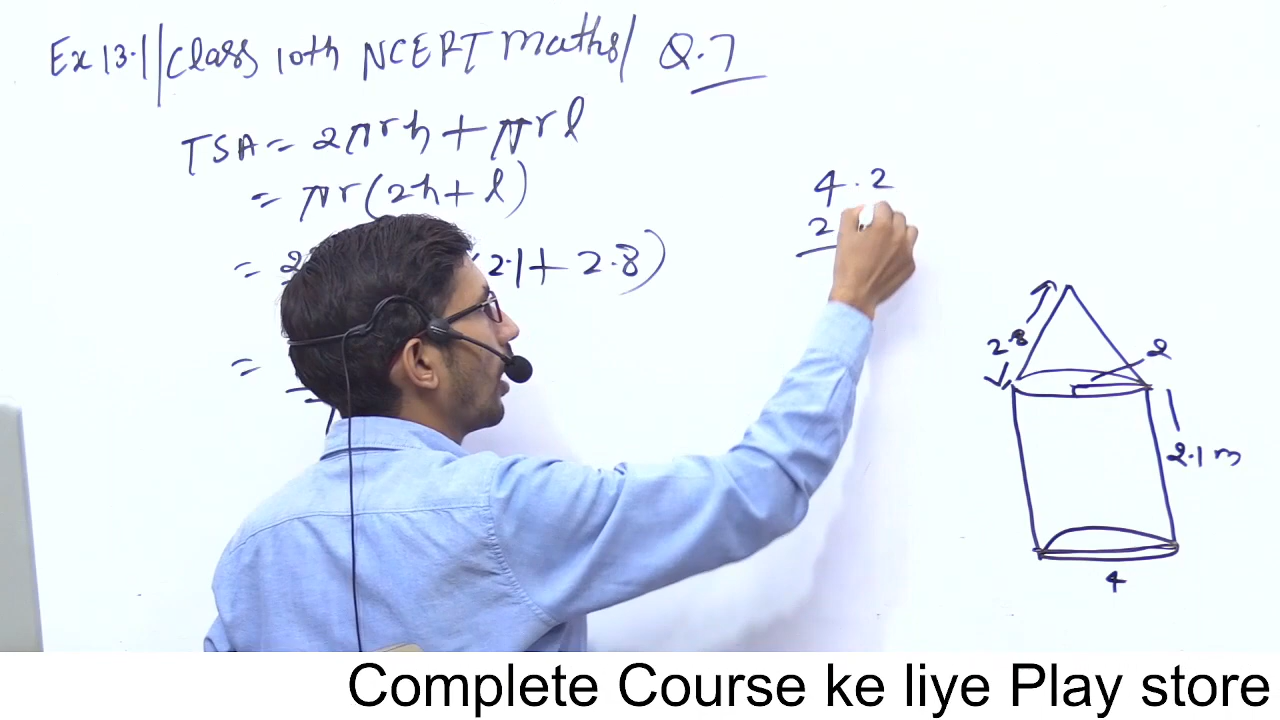 Ex 13.1/Class 10th NCERT Maths/ Q.7
TSA = 2πrh + πrl
= πr(2h + l)
= 2.1 + 2.8)
=
4.2
2
2.8
2
2.1 m
4
Complete Course ke liye Play store